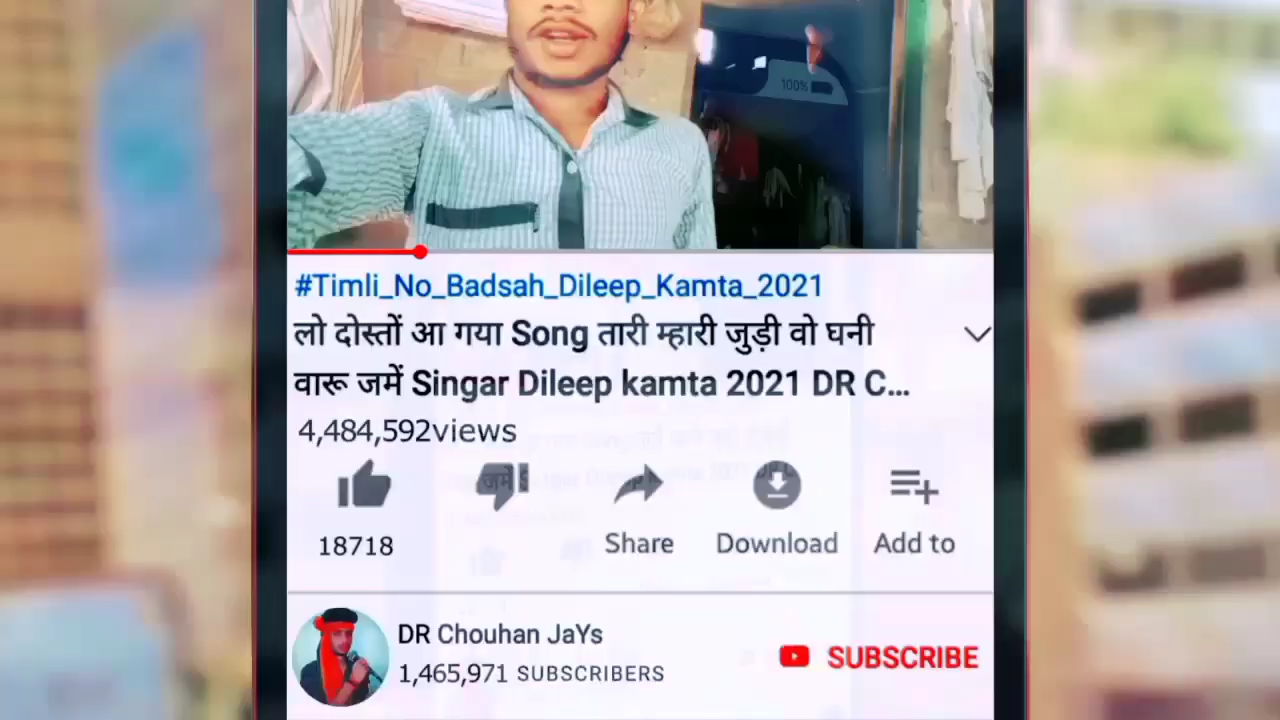 100%
#Timli_No_Badsah_Dileep_Kamta_2021
लो दोस्तों आ गया Song तारी म्हारी जुड़ी वो घनी
वारू जमें Singar Dileep kamta 2021 DR C...
4,484,592views
18718 Share Download Add to
DR Chouhan JaYs
1,465,971 SUBSCRIBERS
SUBSCRIBE